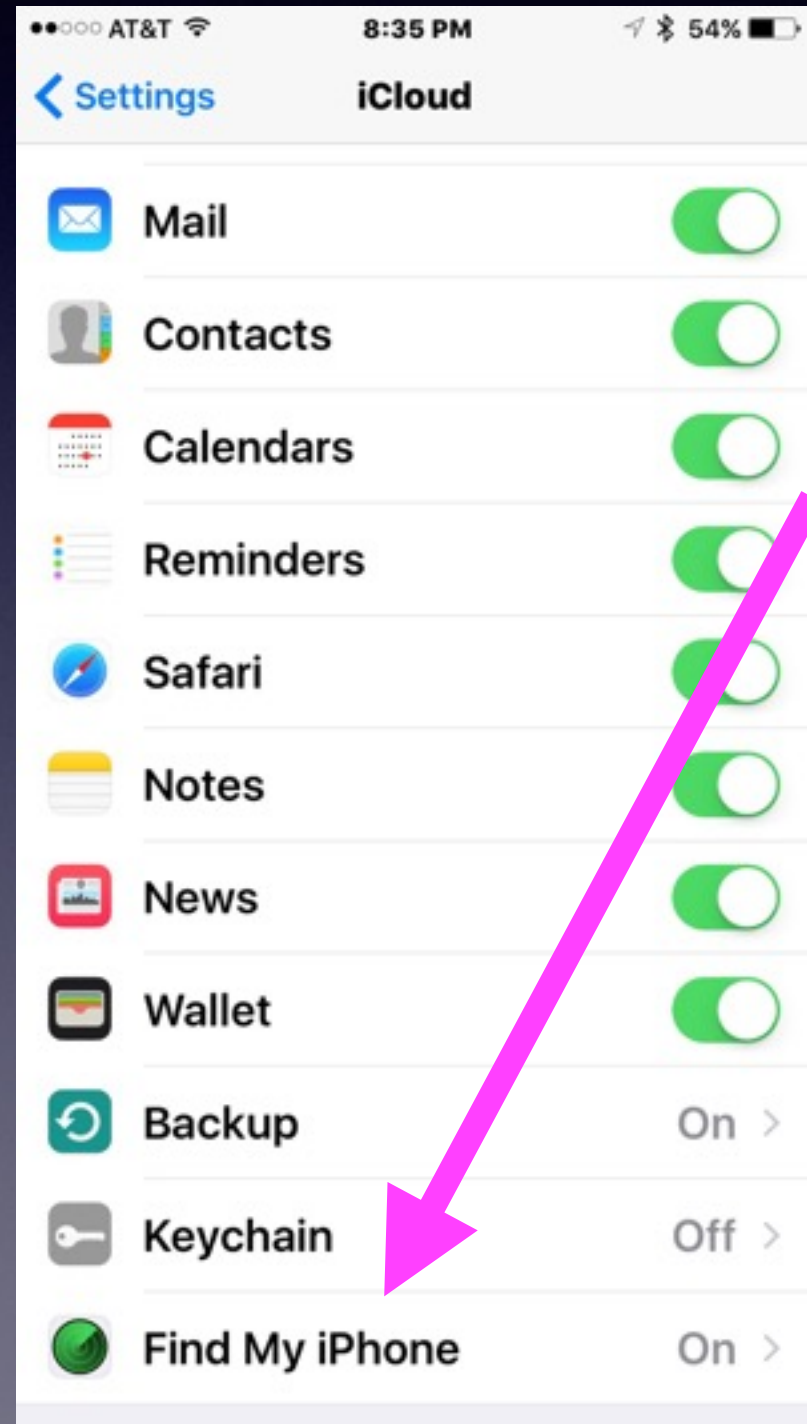 AT&T 8:35 PM 54%
Settings iCloud
Mail
Contacts
Calendars
Reminders
Safari
Notes
News
Wallet
Backup On
Keychain Off
Find My iPhone On